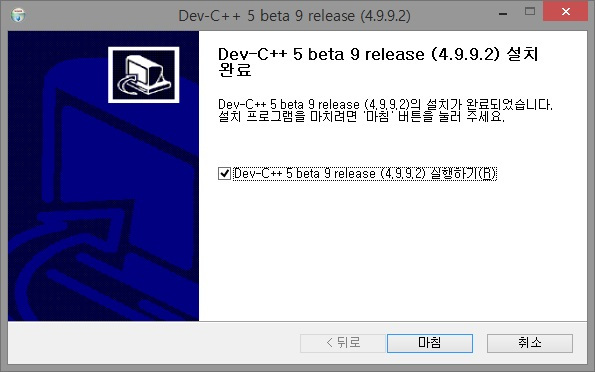 Dev-C++ 5 beta 9 release (4.9.9.2)
Dev-C++ 5 beta 9 release (4.9.9.2) 설치
완료
Dev-C++ 5 beta 9 release (4,9,9,2)의 설치가 완료되었습니다.
설치 프로그램을 마치려면 '마침' 버튼을 눌러 주세요.
Dev-C++ 5 beta 9 release (4,9,9,2) 실행하기(R)
< 뒤로
마침
취소